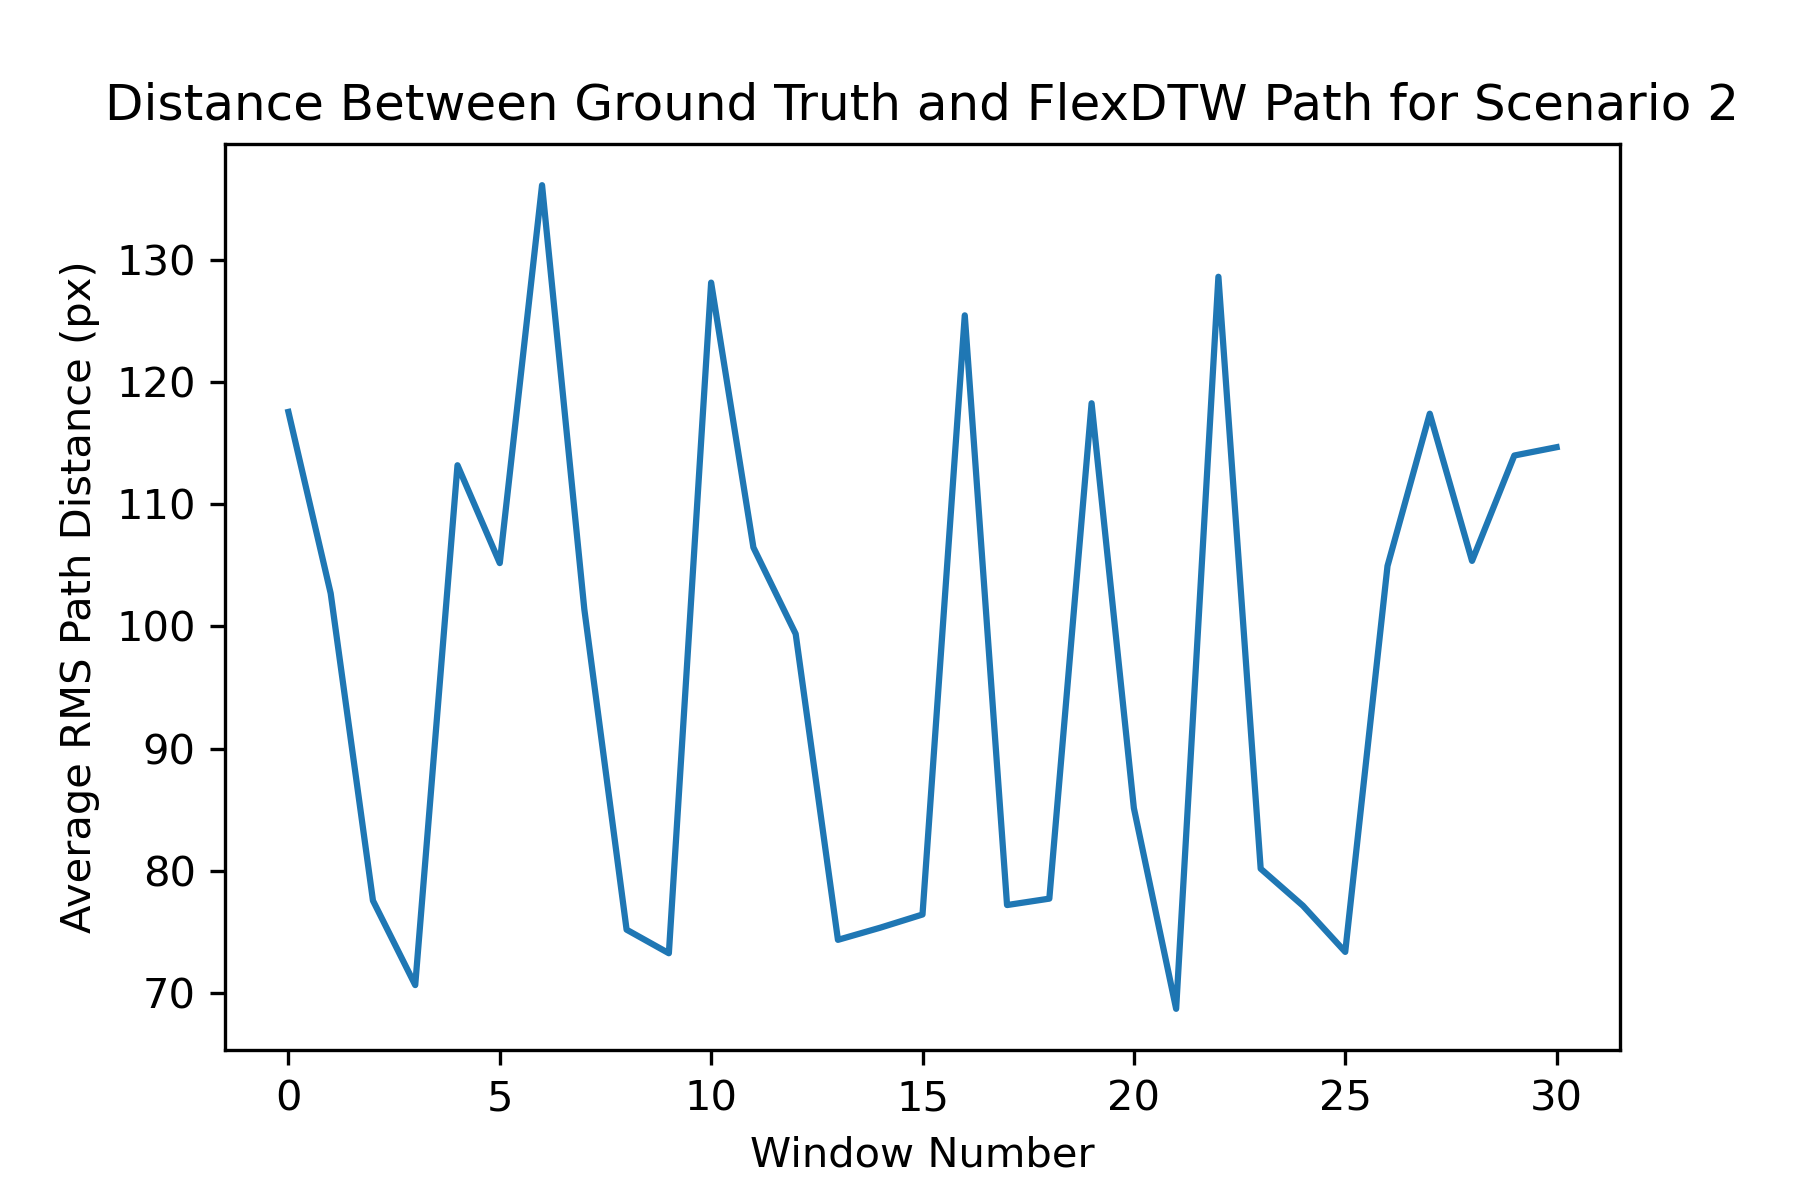 Distance Between Ground Truth and FlexDTW Path for Scenario 2
Average RMS Path Distance (px)
130
120
110
100
90
80
70
0 5 10 15 20 25 30
Window Number